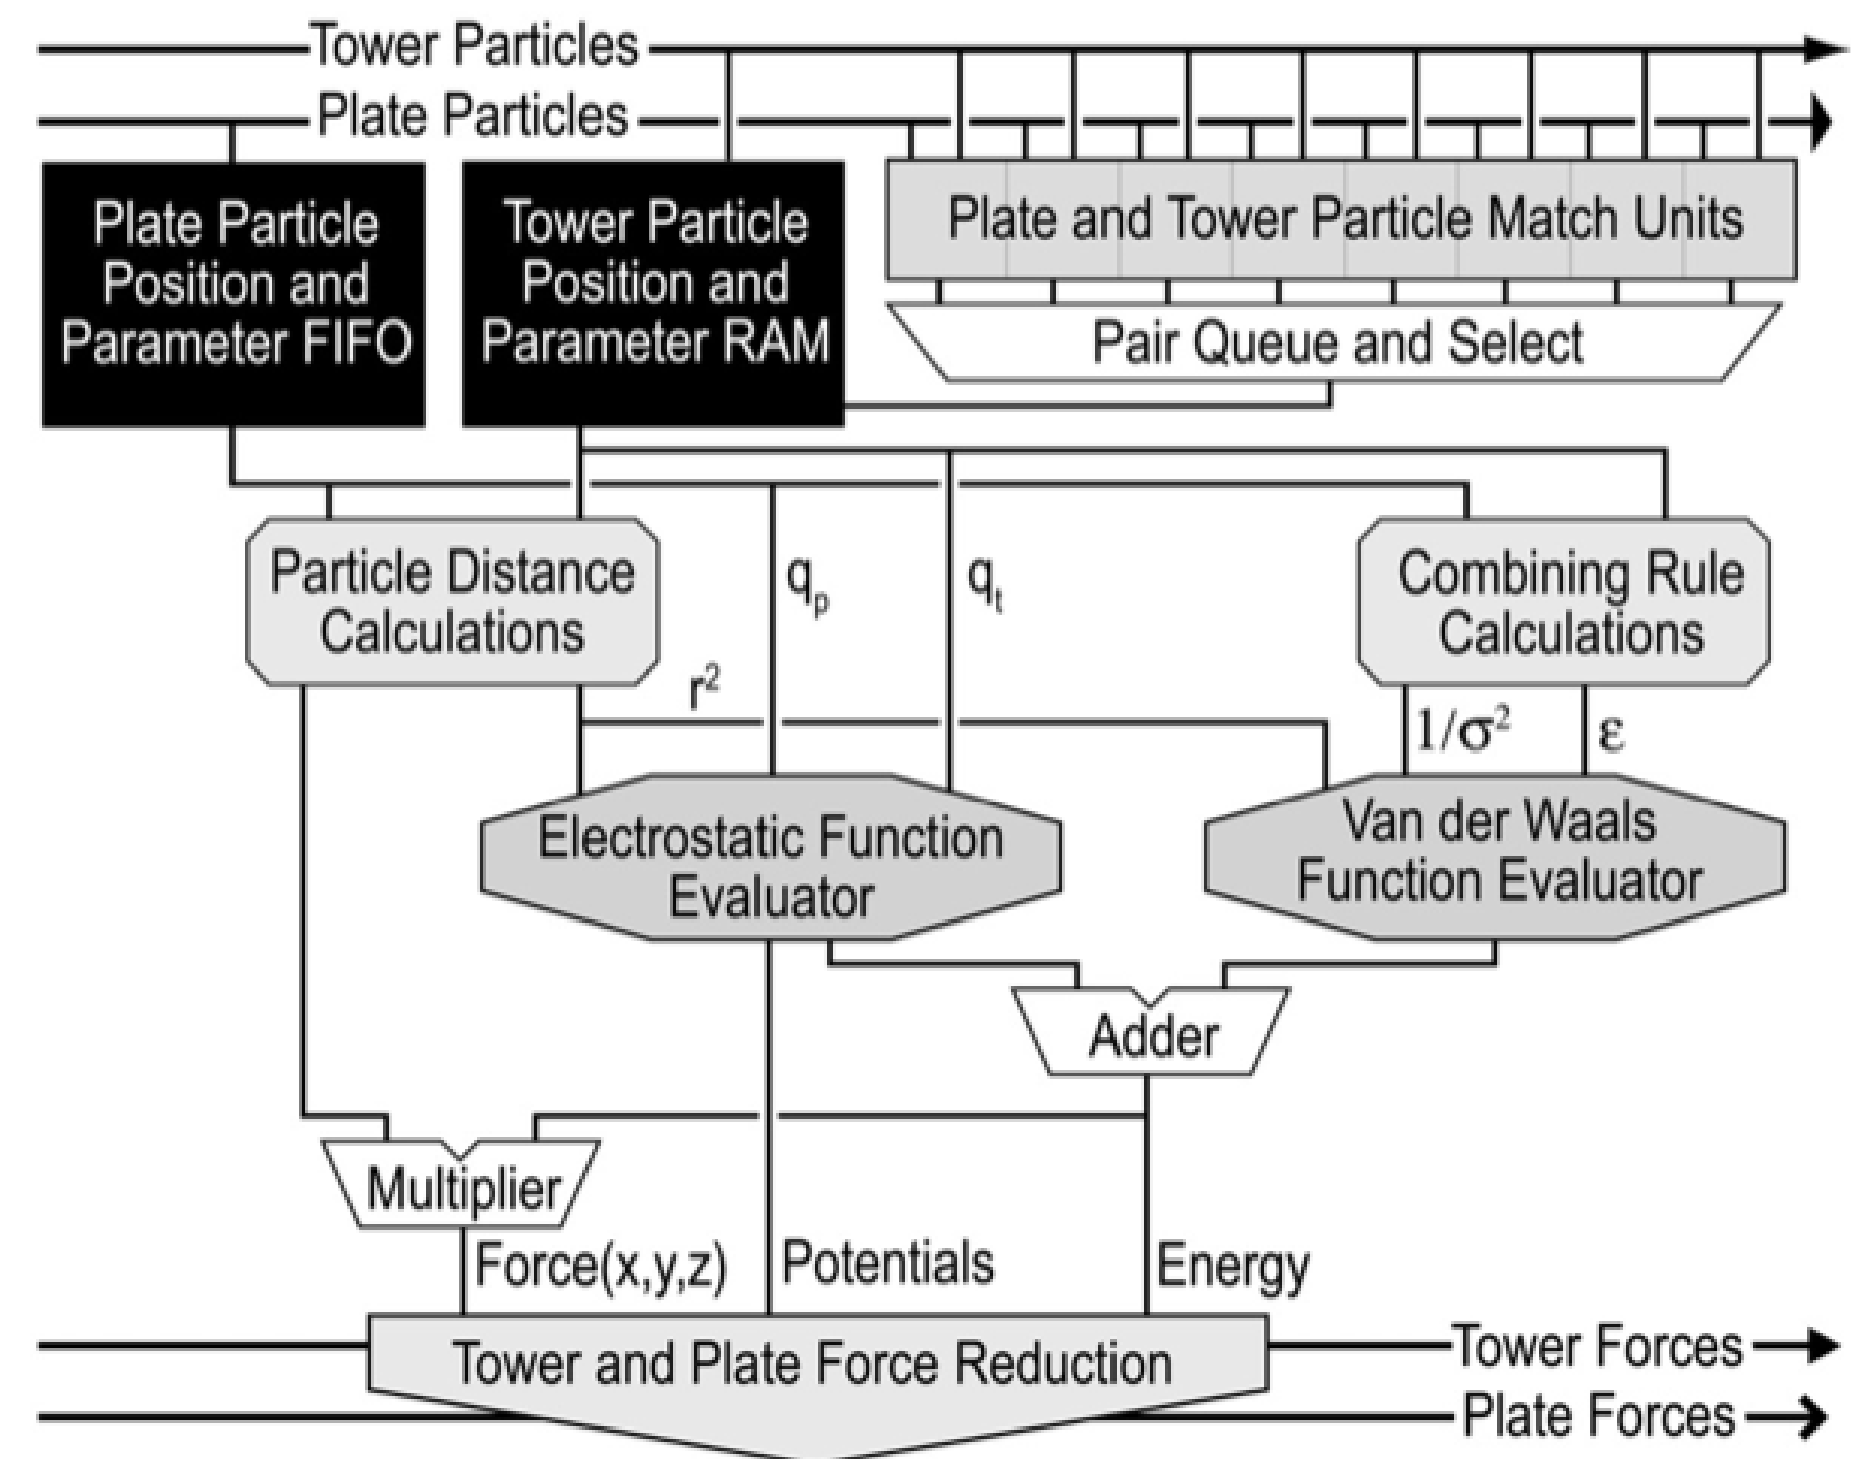 Tower Particles
Plate Particles
Plate Particle
Position and
Parameter FIFO
Tower Particle
Position and
Parameter RAM
Plate and Tower Particle Match Units
Pair Queue and Select
Particle Distance
Calculations
qp
qt
Combining Rule
Calculations
r²
1/σ²
ε
Electrostatic Function
Evaluator
Van der Waals
Function Evaluator
Adder
Multiplier
Force(x,y,z)
Potentials
Energy
Tower and Plate Force Reduction
Tower Forces
Plate Forces